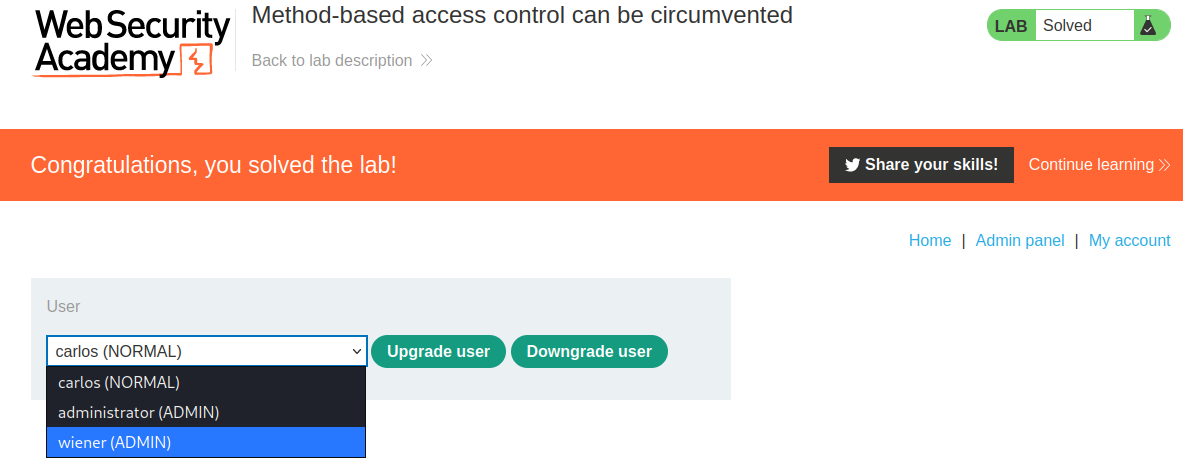 Web Security
Academy
Method-based access control can be circumvented
Back to lab description
LAB Solved
Congratulations, you solved the lab!
Share your skills!
Continue learning
Home | Admin panel | My account
User
carlos (NORMAL)
Upgrade user
Downgrade user
carlos (NORMAL)
administrator (ADMIN)
wiener (ADMIN)